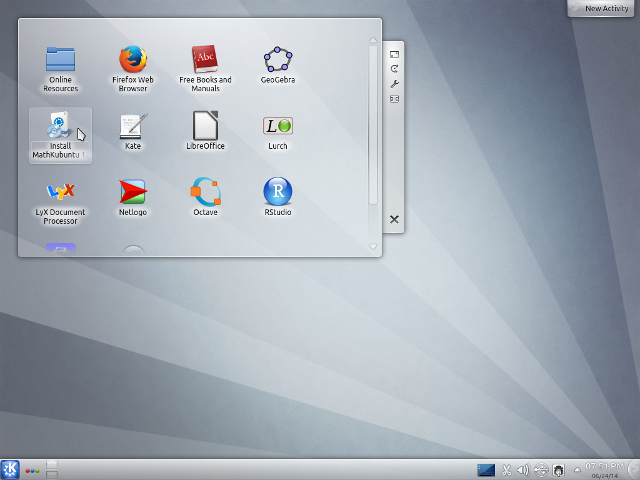 New Activity
Online
Resources
Firefox Web
Browser
Free Books and
Manuals
GeoGebra
Abc
Install
MathKubuntu 1
Kate
LibreOffice
L
Lurch
LyX
LyX Document
Processor
Netlogo
Octave
R
RStudio
K
07:51 PM
06/24/14